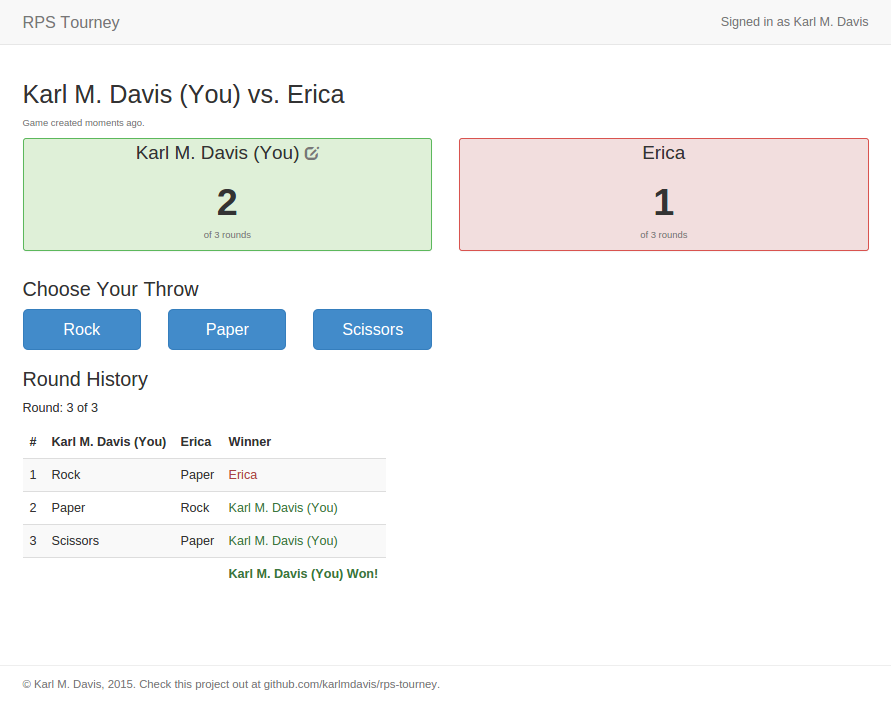 RPS Tourney
Signed in as Karl M. Davis
Karl M. Davis (You) vs. Erica
Game created moments ago.
Karl M. Davis (You)
2
of 3 rounds
Erica
1
of 3 rounds
Choose Your Throw
Rock Paper Scissors
Round History
Round: 3 of 3
# Karl M. Davis (You) Erica Winner
1 Rock Paper Erica
2 Paper Rock Karl M. Davis (You)
3 Scissors Paper Karl M. Davis (You)
Karl M. Davis (You) Won!
© Karl M. Davis, 2015. Check this project out at github.com/karlmdavis/rps-tourney.